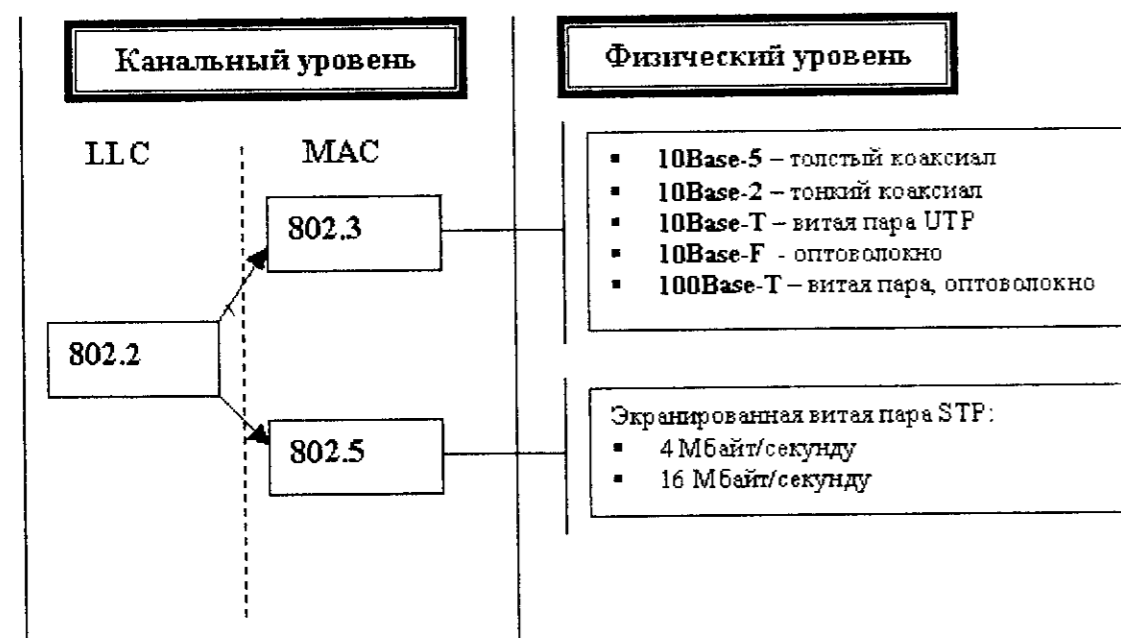 Канальный уровень
Физический уровень
LLC
MAC
802.3
802.2
802.5
▪ 10Base-5 – толстый коаксиал
▪ 10Base-2 – тонкий коаксиал
▪ 10Base-T – витая пара UTP
▪ 10Base-F - оптоволокно
▪ 100Base-T – витая пара, оптоволокно
Экранированная витая пара STP:
▪ 4 Мбайт/секунду
▪ 16 Мбайт/секунду